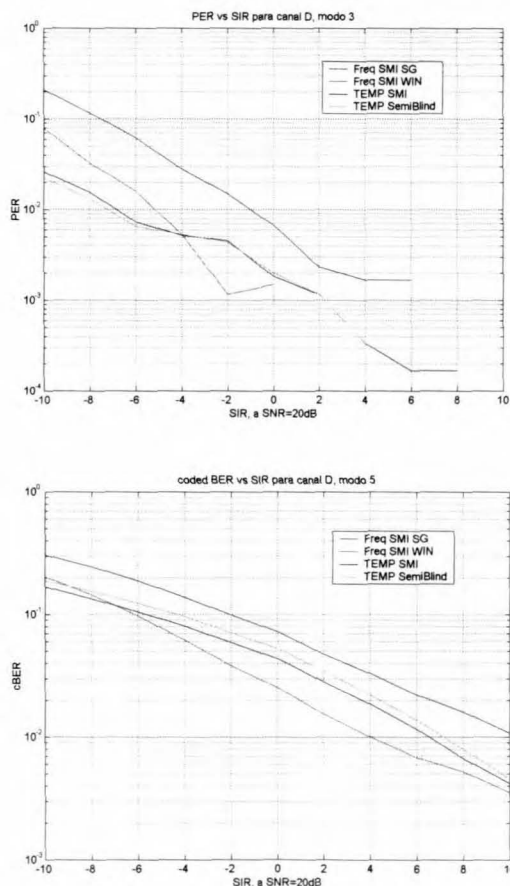 PER vs SIR para canal D, modo 3
10^0
10^-1
10^-2
10^-3
10^-4
PER
Freq SMI SG
Freq SMI WIN
TEMP SMI
TEMP SemiBlind
-10 -8 -6 -4 -2 0 2 4 6 8 10
SIR, a SNR=20dB
coded BER vs SIR para canal D, modo 5
10^0
10^-1
10^-2
10^-3
cBER
Freq SMI SG
Freq SMI WIN
TEMP SMI
TEMP SemiBlind
-10 -8 -6 -4 -2 0 2 4 6 8 10
SIR, a SNR=20dB